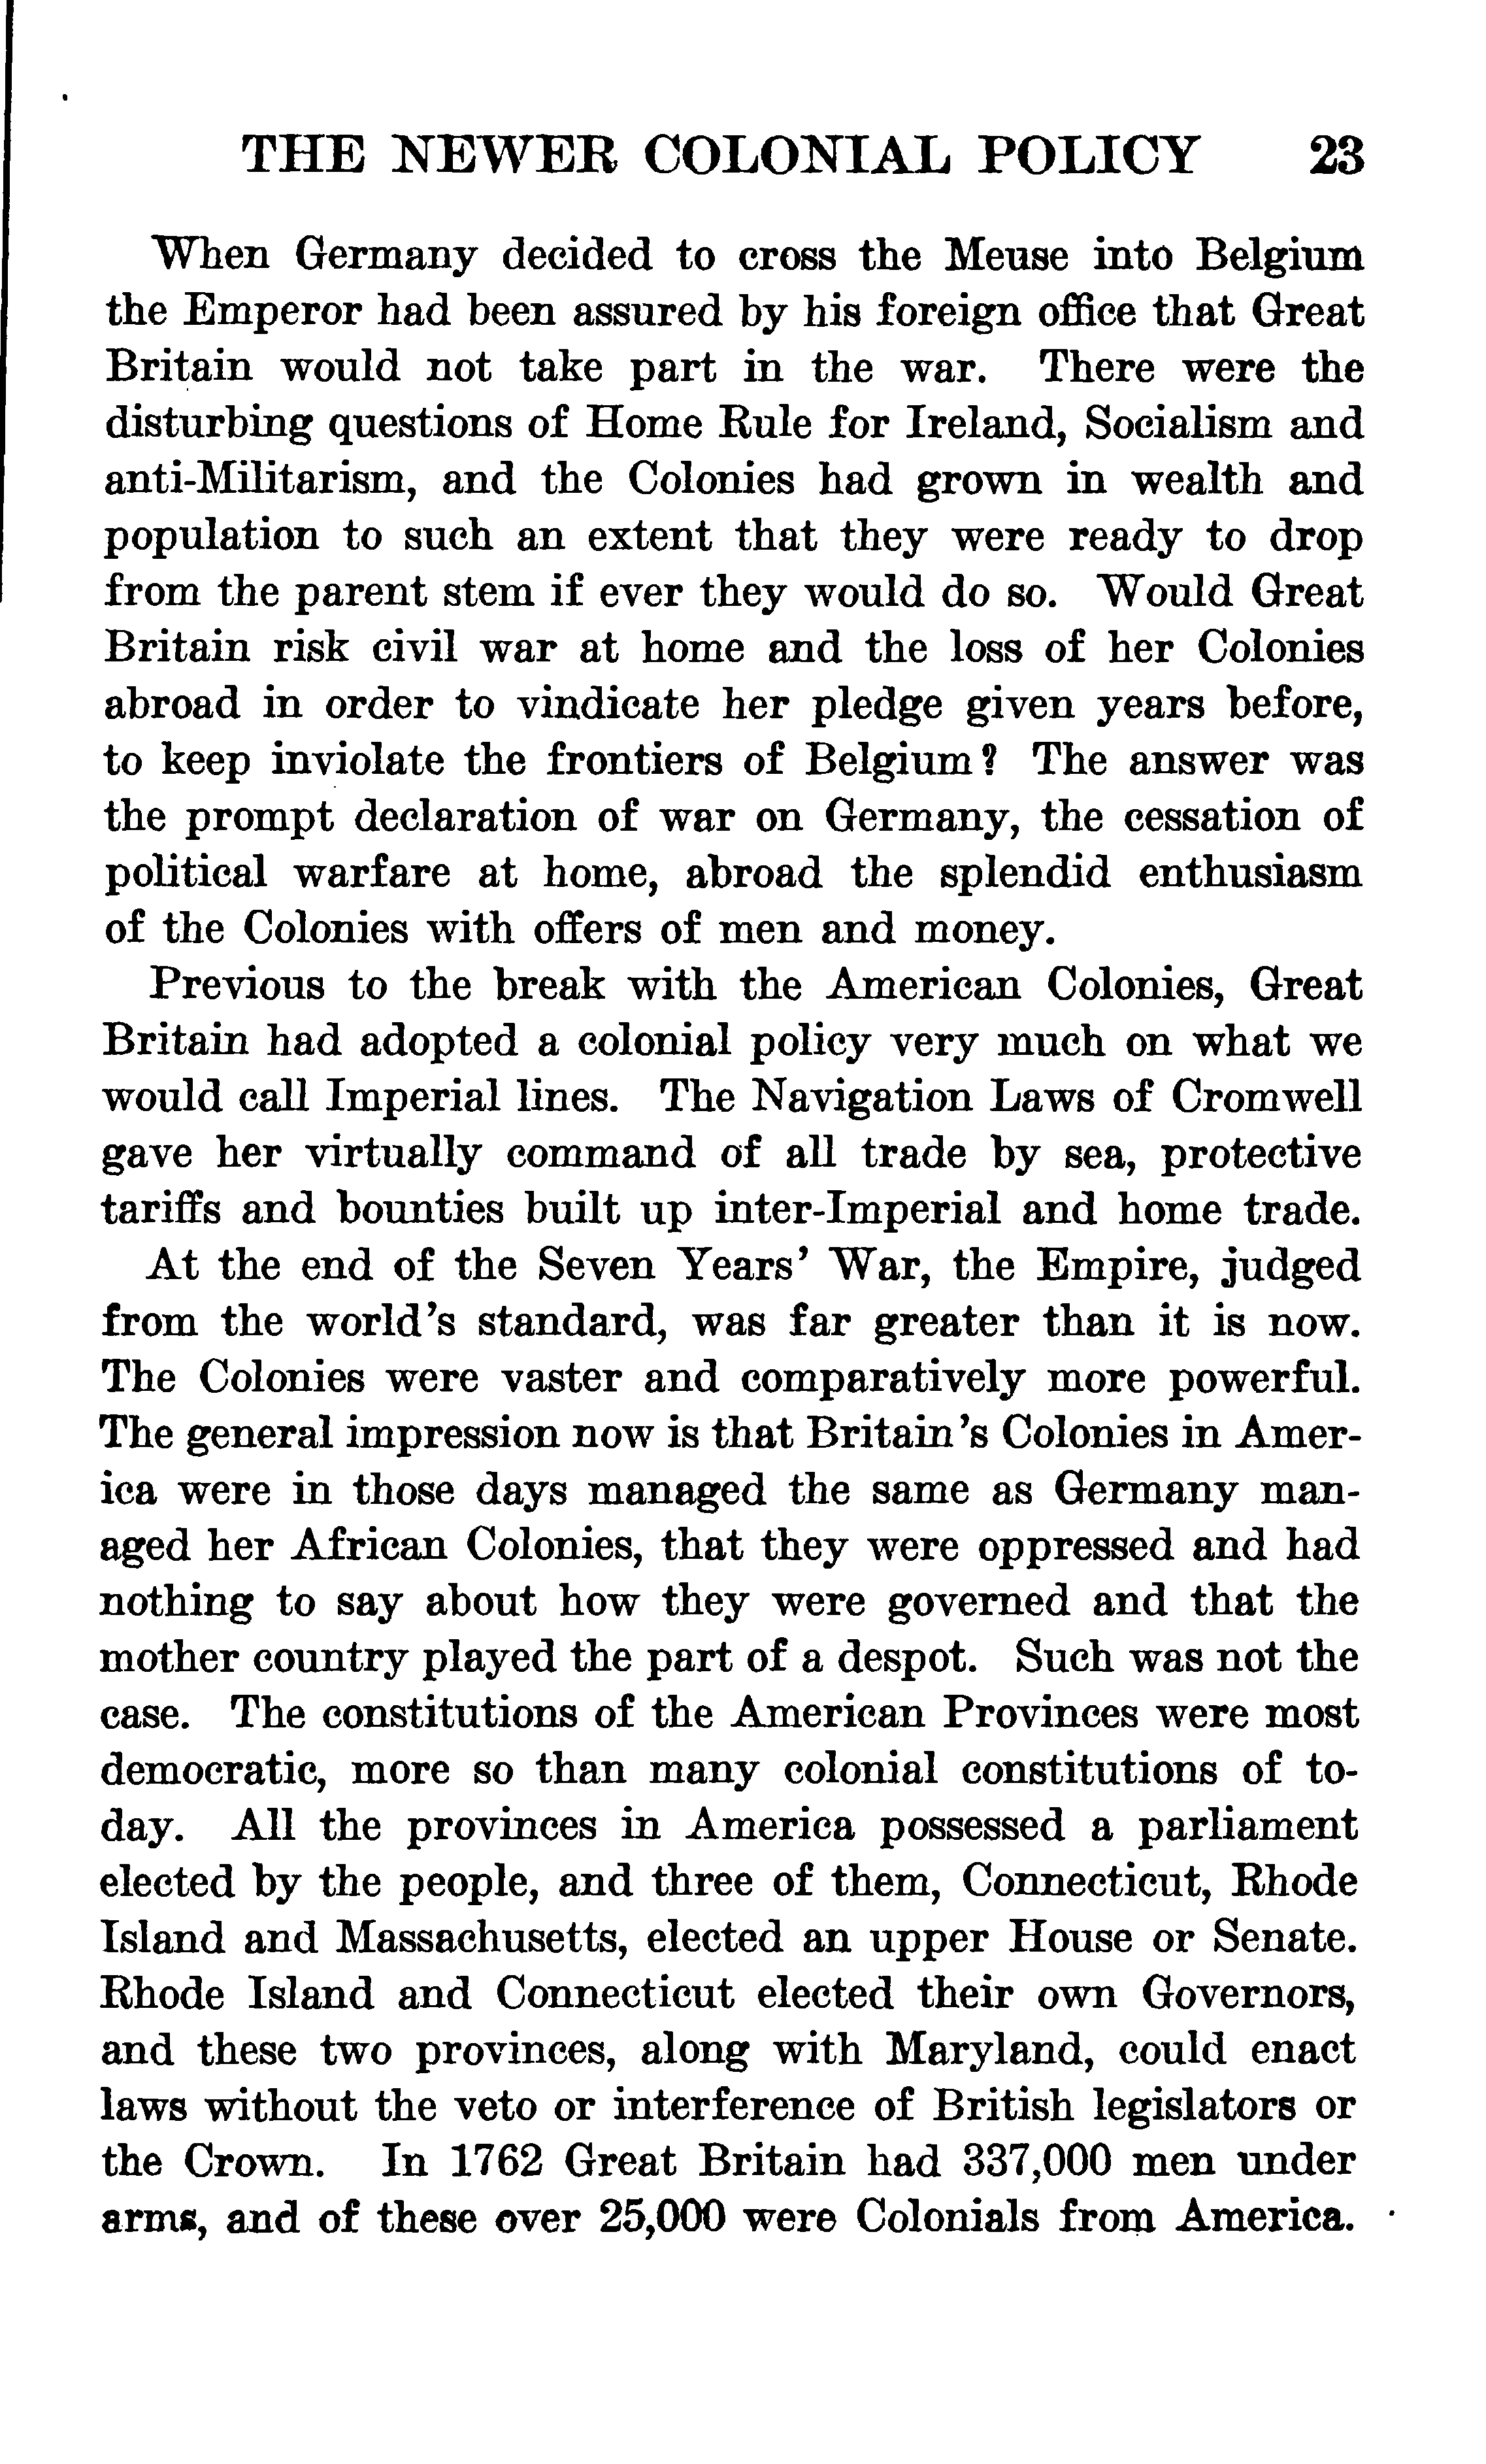 THE NEWER COLONIAL POLICY 23
When Germany decided to cross the Meuse into Belgium
the Emperor had been assured by his foreign office that Great
Britain would not take part in the war. There were the
disturbing questions of Home Rule for Ireland, Socialism and
anti-Militarism, and the Colonies had grown in wealth and
population to such an extent that they were ready to drop
from the parent stem if ever they would do so. Would Great
Britain risk civil war at home and the loss of her Colonies
abroad in order to vindicate her pledge given years before,
to keep inviolate the frontiers of Belgium? The answer was
the prompt declaration of war on Germany, the cessation of
political warfare at home, abroad the splendid enthusiasm
of the Colonies with offers of men and money.
Previous to the break with the American Colonies, Great
Britain had adopted a colonial policy very much on what we
would call Imperial lines. The Navigation Laws of Cromwell
gave her virtually command of all trade by sea, protective
tariffs and bounties built up inter-Imperial and home trade.
At the end of the Seven Years' War, the Empire, judged
from the world's standard, was far greater than it is now.
The Colonies were vaster and comparatively more powerful.
The general impression now is that Britain's Colonies in Amer-
ica were in those days managed the same as Germany man-
aged her African Colonies, that they were oppressed and had
nothing to say about how they were governed and that the
mother country played the part of a despot. Such was not the
case. The constitutions of the American Provinces were most
democratic, more so than many colonial constitutions of to-
day. All the provinces in America possessed a parliament
elected by the people, and three of them, Connecticut, Rhode
Island and Massachusetts, elected an upper House or Senate.
Rhode Island and Connecticut elected their own Governors,
and these two provinces, along with Maryland, could enact
laws without the veto or interference of British legislators or
the Crown. In 1762 Great Britain had 337,000 men under
arms, and of these over 25,000 were Colonials from America.